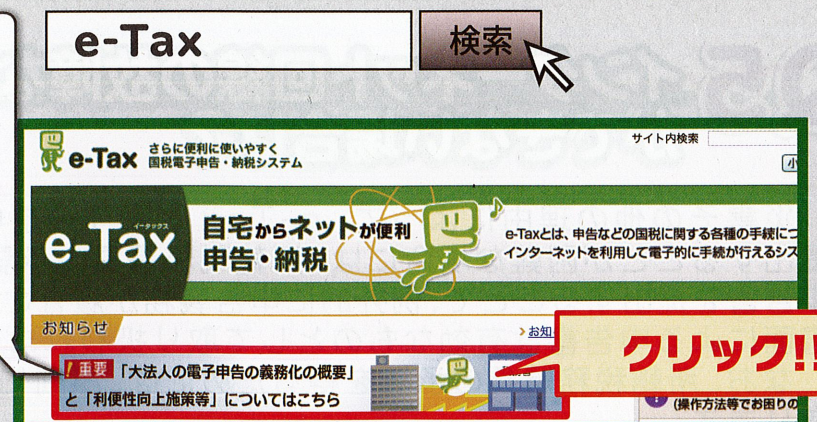 e-Tax
検索
e-Tax
さらに便利に使いやすく
国税電子申告・納税システム
サイト内検索
小
イータックス
e-Tax
自宅からネットが便利
申告・納税
e-Taxとは、申告などの国税に関する各種の手続につ
インターネットを利用して電子的に手続が行えるシス
お知らせ
お知
クリック!!
! 重要 「大法人の電子申告の義務化の概要」
と「利便性向上施策等」についてはこちら
(操作方法等でお困りの